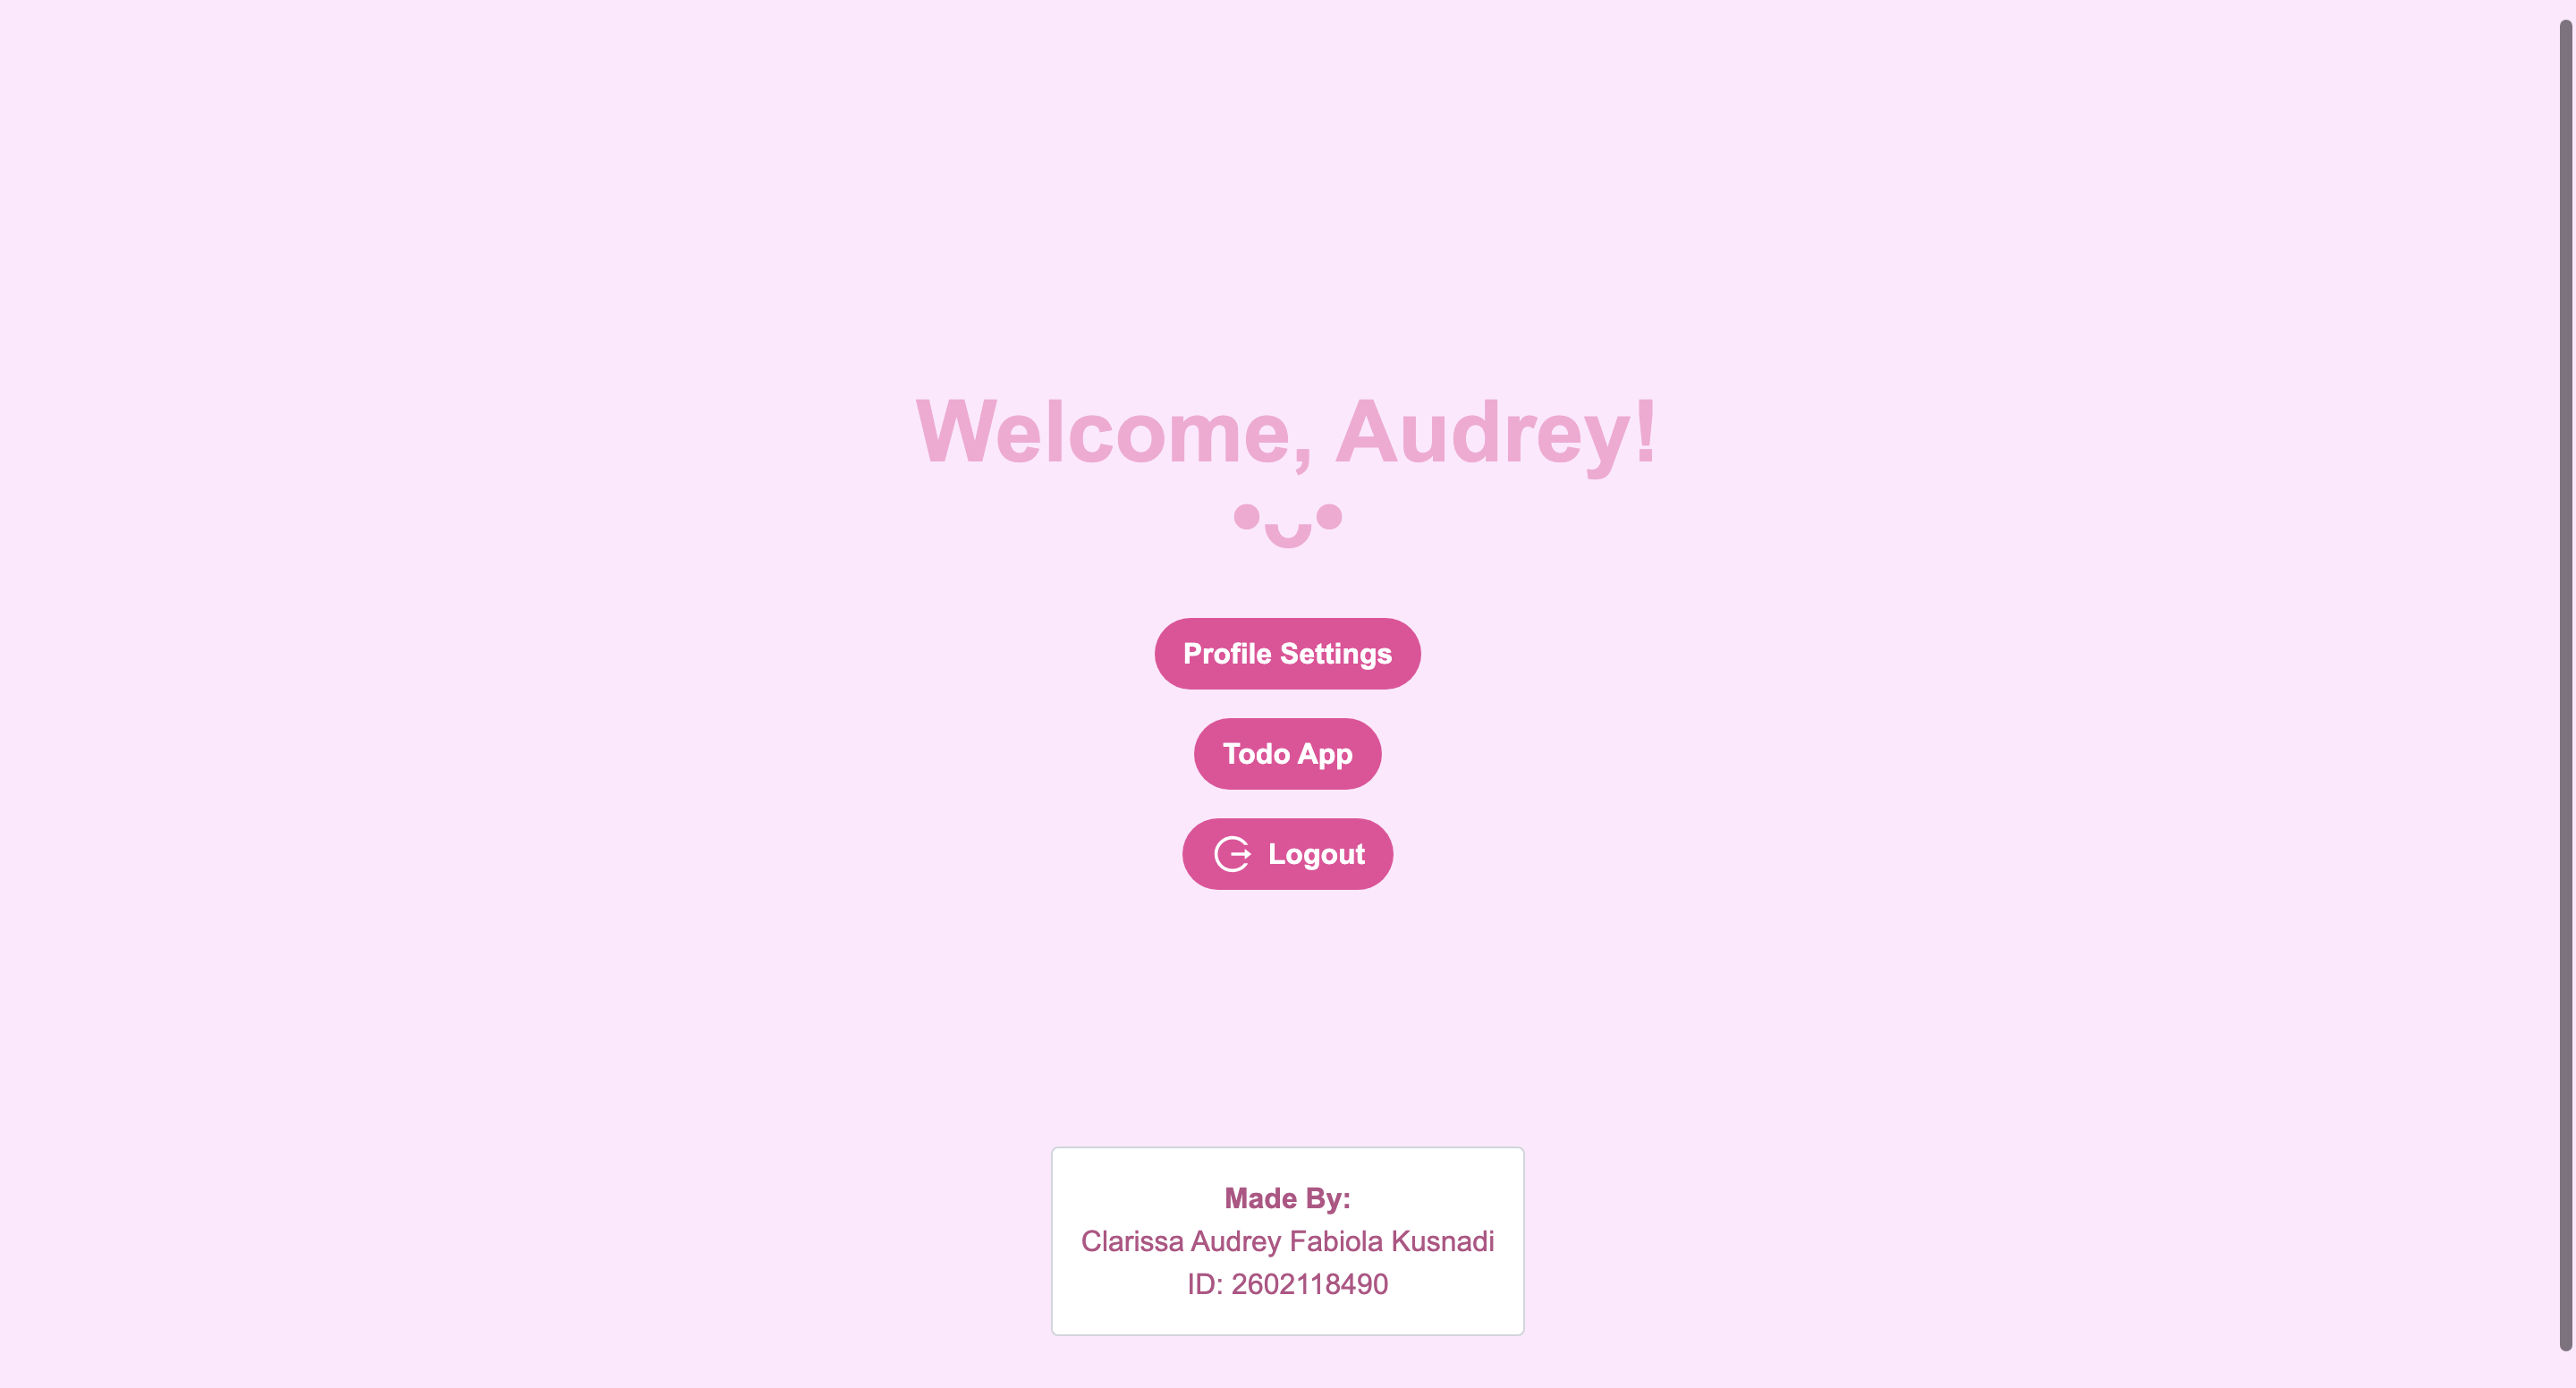 Welcome, Audrey!
•ᴗ•
Profile Settings
Todo App
Logout
Made By:
Clarissa Audrey Fabiola Kusnadi
ID: 2602118490